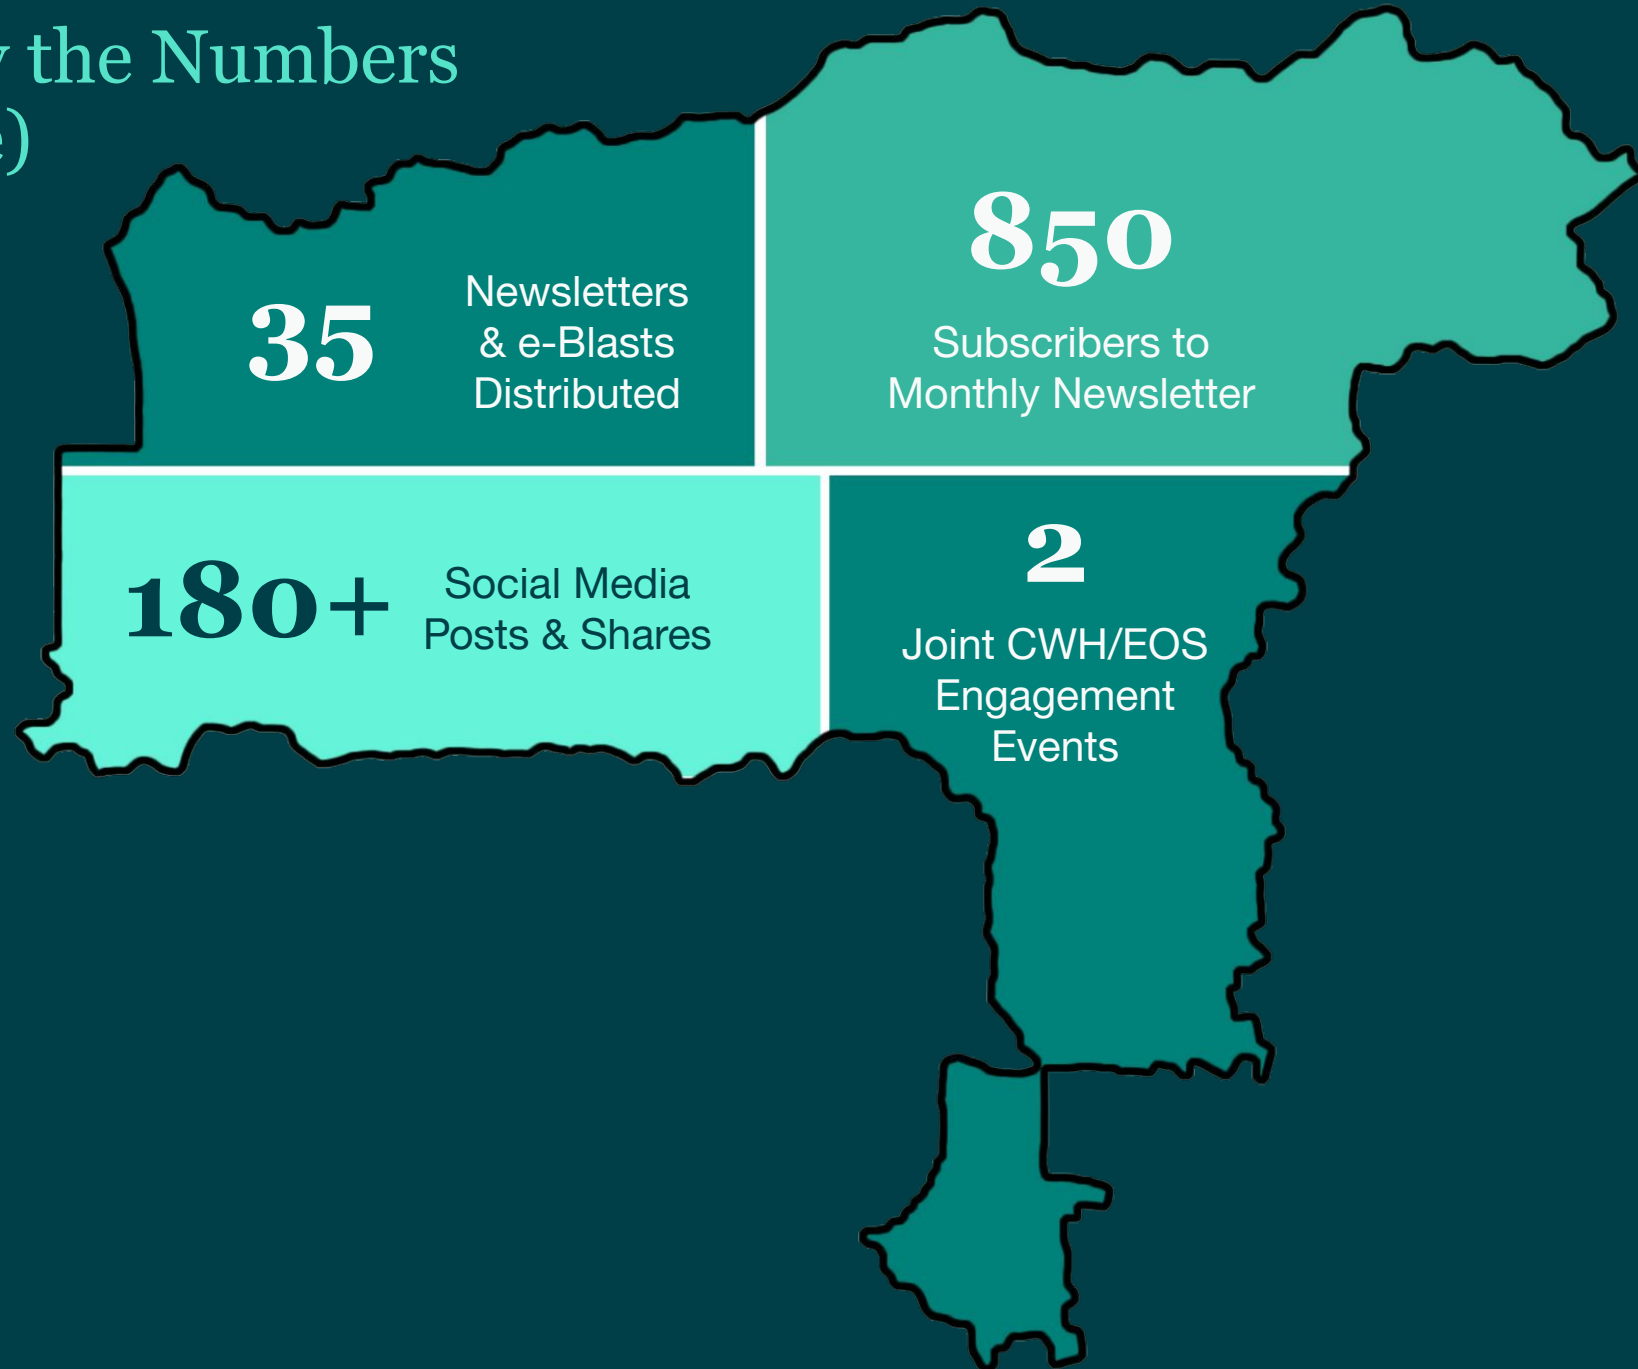 the Numbers
35
Newsletters
& e-Blasts
Distributed
850
Subscribers to
Monthly Newsletter
180+
Social Media
Posts & Shares
2
Joint CWH/EOS
Engagement
Events